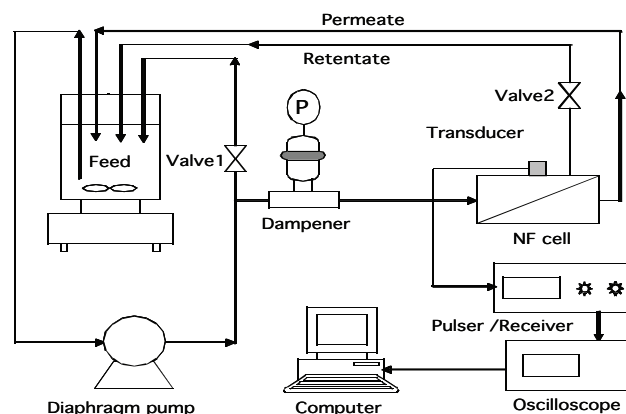 Permeate
Retentate
Valve2
P
Transducer
Feed
Valve1
Dampener
NF cell
Pulser /Receiver
Diaphragm pump
Computer
Oscilloscope